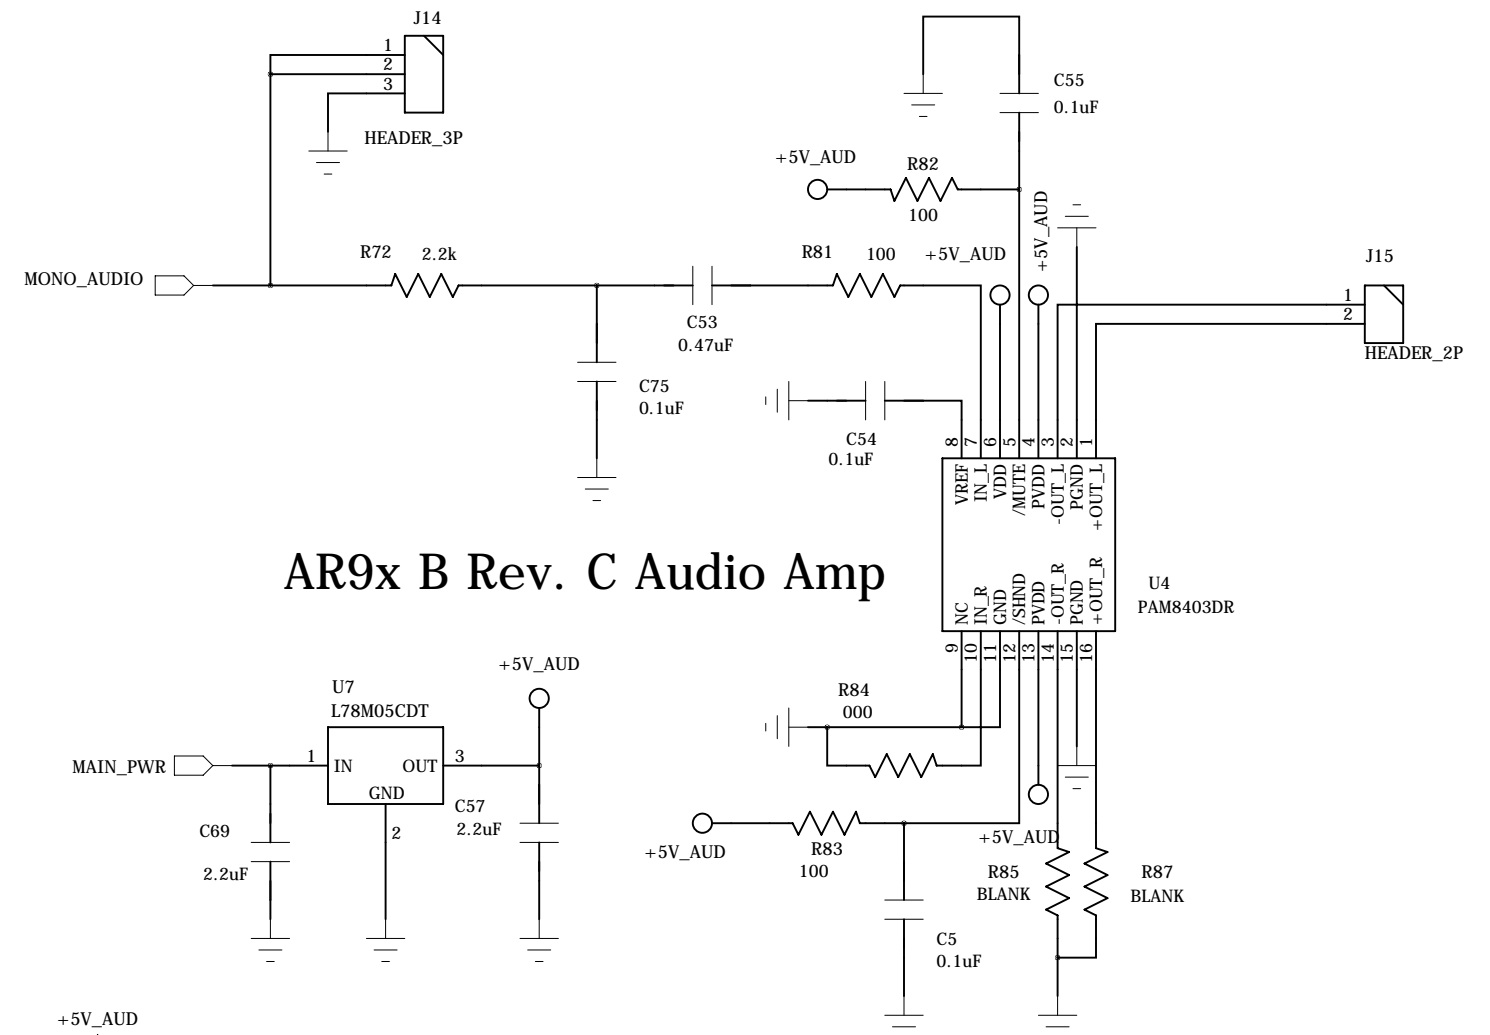 J14
1
2
3
HEADER_3P
C55
0.1uF
+5V_AUD
R82
100
+5V_AUD
J15
1
2
HEADER_2P
MONO_AUDIO
R72
2.2k
R81
100
+5V_AUD
C53
0.47uF
C75
0.1uF
C54
0.1uF
8
7
6
5
4
3
2
1
VREF
IN_L
VDD
/MUTE
PVDD
-OUT_L
PGND
+OUT_L
AR9x B Rev. C Audio Amp
NC
IN_R
GND
/SHND
PVDD
-OUT_R
PGND
+OUT_R
U4
PAM8403DR
9
10
11
12
13
14
15
16
+5V_AUD
U7
L78M05CDT
MAIN_PWR
1
IN
OUT
3
GND
2
C69
2.2uF
C57
2.2uF
R84
000
+5V_AUD
R83
100
+5V_AUD
R85
BLANK
R87
BLANK
C5
0.1uF
+5V_AUD